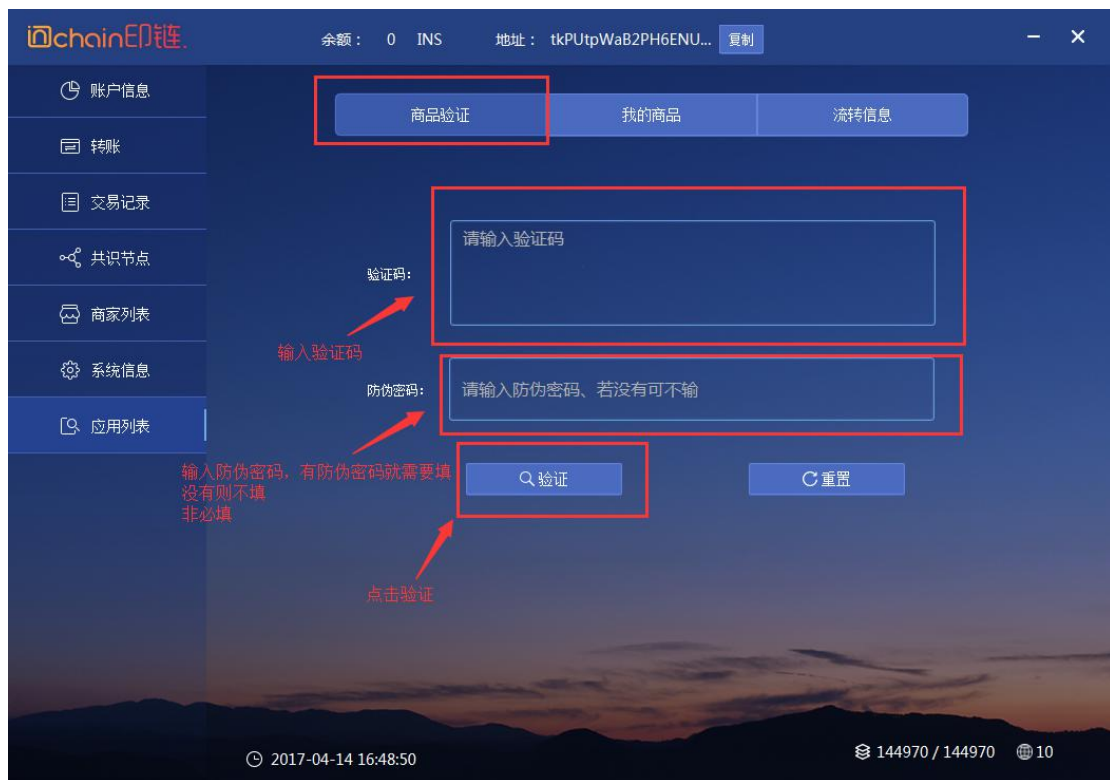 inchain印链.
余额： 0 INS 地址： tkPUtpWaB2PH6ENU... 复制
账户信息
转账
交易记录
共识节点
商家列表
系统信息
应用列表
商品验证 我的商品 流转信息
验证码：
请输入验证码
输入验证码
防伪密码：
请输入防伪密码、若没有可不输
输入防伪密码，有防伪密码就需要填
没有则不填
非必填
验证 重置
点击验证
2017-04-14 16:48:50 144970 / 144970 10